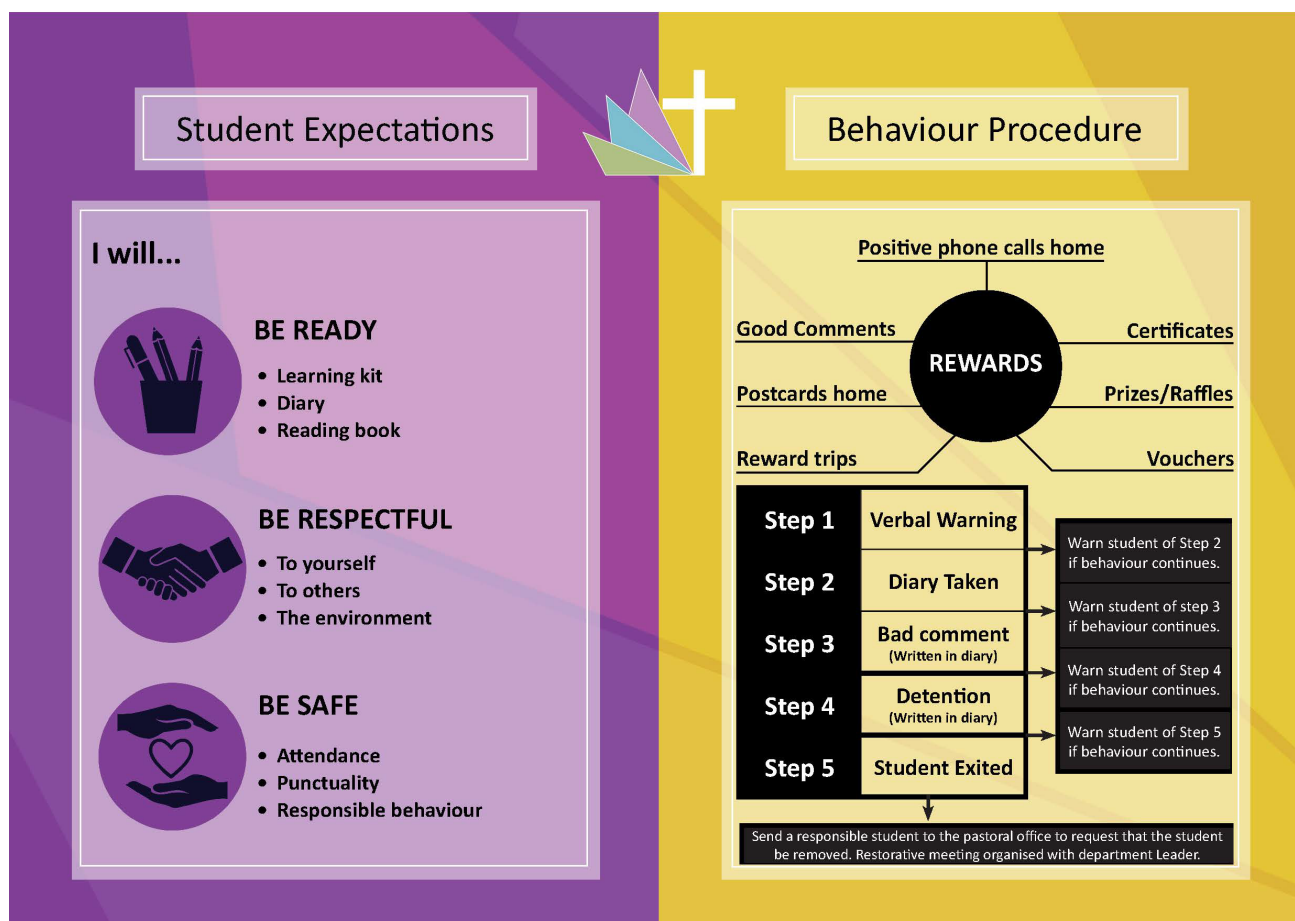 Student Expectations
I will...
BE READY
• Learning kit
• Diary
• Reading book
BE RESPECTFUL
• To yourself
• To others
• The environment
BE SAFE
• Attendance
• Punctuality
• Responsible behaviour
Behaviour Procedure
Positive phone calls home
Good Comments
Certificates
REWARDS
Postcards home
Prizes/Raffles
Reward trips
Vouchers
Step 1
Verbal Warning
Warn student of Step 2
if behaviour continues.
Step 2
Diary Taken
Warn student of step 3
if behaviour continues.
Step 3
Bad comment
(Written in diary)
Warn student of Step 4
if behaviour continues.
Step 4
Detention
(Written in diary)
Warn student of Step 5
if behaviour continues.
Step 5
Student Exited
Send a responsible student to the pastoral office to request that the student
be removed. Restorative meeting organised with department Leader.